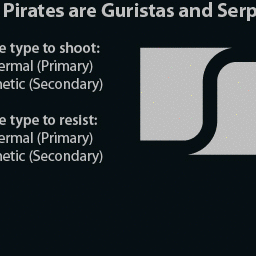 Pirates are Guristas and Serp
e type to shoot:
ermal (Primary)
netic (Secondary)
e type to resist:
ermal (Primary)
netic (Secondary)